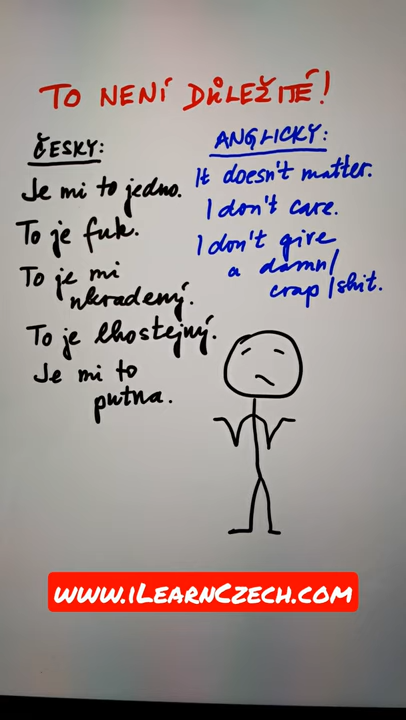 TO NENÍ DŮLEŽITÉ!
ČESKY:
Je mi to jedno.
To je fuk.
To je mi
ukradený.
To je lhostejný.
Je mi to
putna.
ANGLICKY:
It doesn't matter.
I don't care.
I don't give
a damn/
crap/shit.
www.iLearnCzech.com